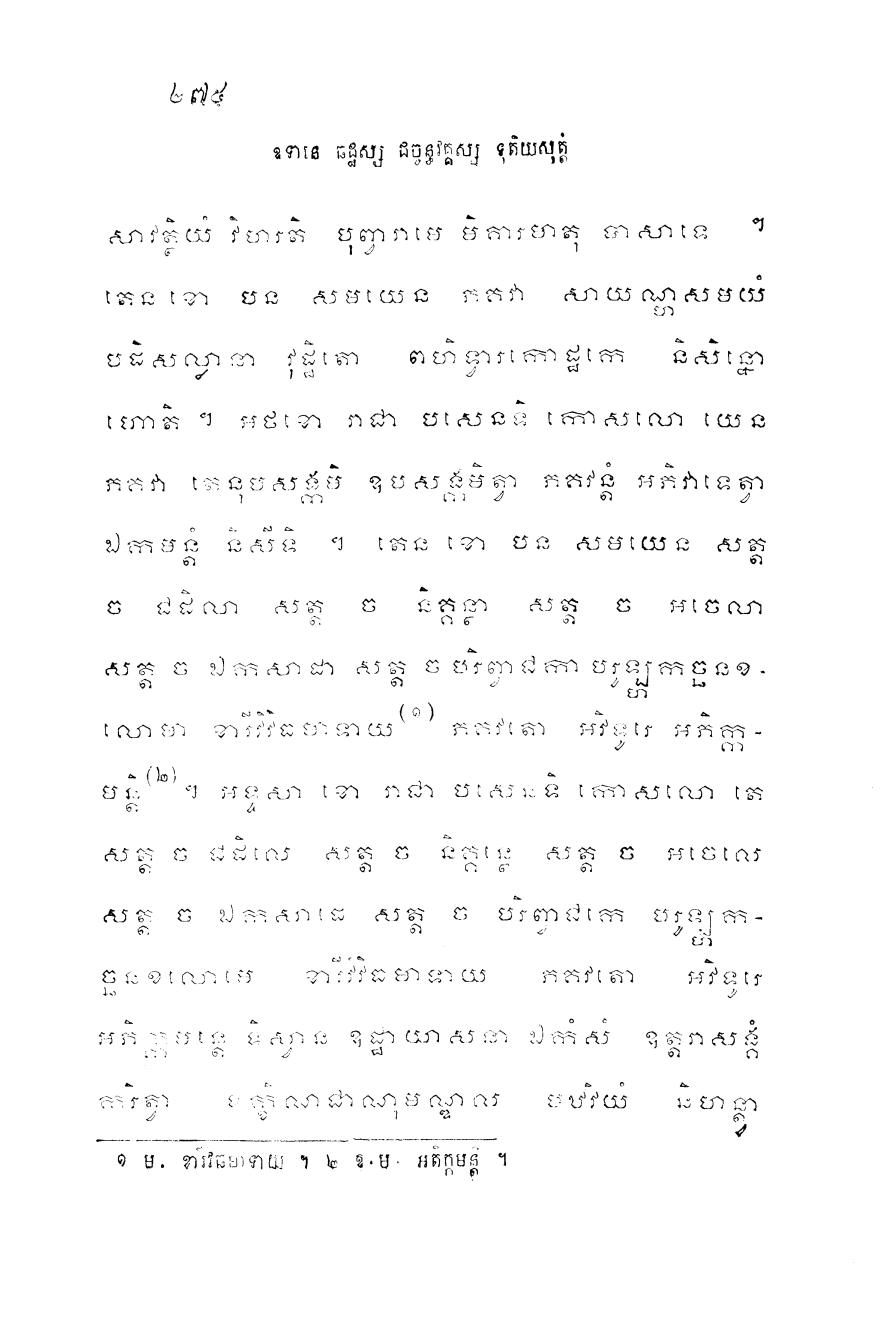 ២៧៥
ឧទានេ ឆដ្ឋស្ស ជច្ចន្ធវគ្គស្ស ទុតិយសុត្តំ
សាវត្ថិយំ វិហរតិ បុព្វារាមេ មិគារមាតុ បាសាទេ ។
តេន ខោ បន សមយេន ភគវា សាយណ្ហសមយំ
បដិសល្លានា វុដ្ឋិតោ ពហិទ្វារកោដ្ឋកេ និសិន្នោ
ហោតិ ។ អថខោ រាជា បសេនទិ កោសលោ យេន
ភគវា តេនុបសង្កមិ ឧបសង្កមិត្វា ភគវន្តំ អភិវាទេត្វា
ឯកមន្តំ និសីទិ ។ តេន ខោ បន សមយេន សត្ត
ច ជដិលា សត្ត ច និគ្គន្ថា សត្ត ច អចេលា
សត្ត ច ឯកសាដា សត្ត ច បរិព្វាជកា បរូឡ្ហកច្ឆនខ-
លោមា ខារីវិវិធមាទាយ(១) ភគវតោ អវិទូរេ អភិក្ក-
មន្តិ(២) ។ អទ្ទសា ខោ រាជា បសេនទិ កោសលោ តេ
សត្ត ច ជដិលេ សត្ត ច និគ្គន្ថេ សត្ត ច អចេលេ
សត្ត ច ឯកសាដេ សត្ត ច បរិព្វាជកេ បរូឡ្ហក-
ច្ឆនខលោមេ ខារីវិវិធមាទាយ ភគវតោ អវិទូរេ
អភិក្កមន្តេ ទិស្វាន ឧដ្ឋាយាសនា ឯកំសំ ឧត្តរាសង្គំ
ករិត្វា ទក្ខិណជាណុមណ្ឌលំ បឋវិយំ និហន្ត្វា
១ ម. ខារិវិធមាទាយ ។ ២ ឱ.ម. អតិក្កមន្តិ ។